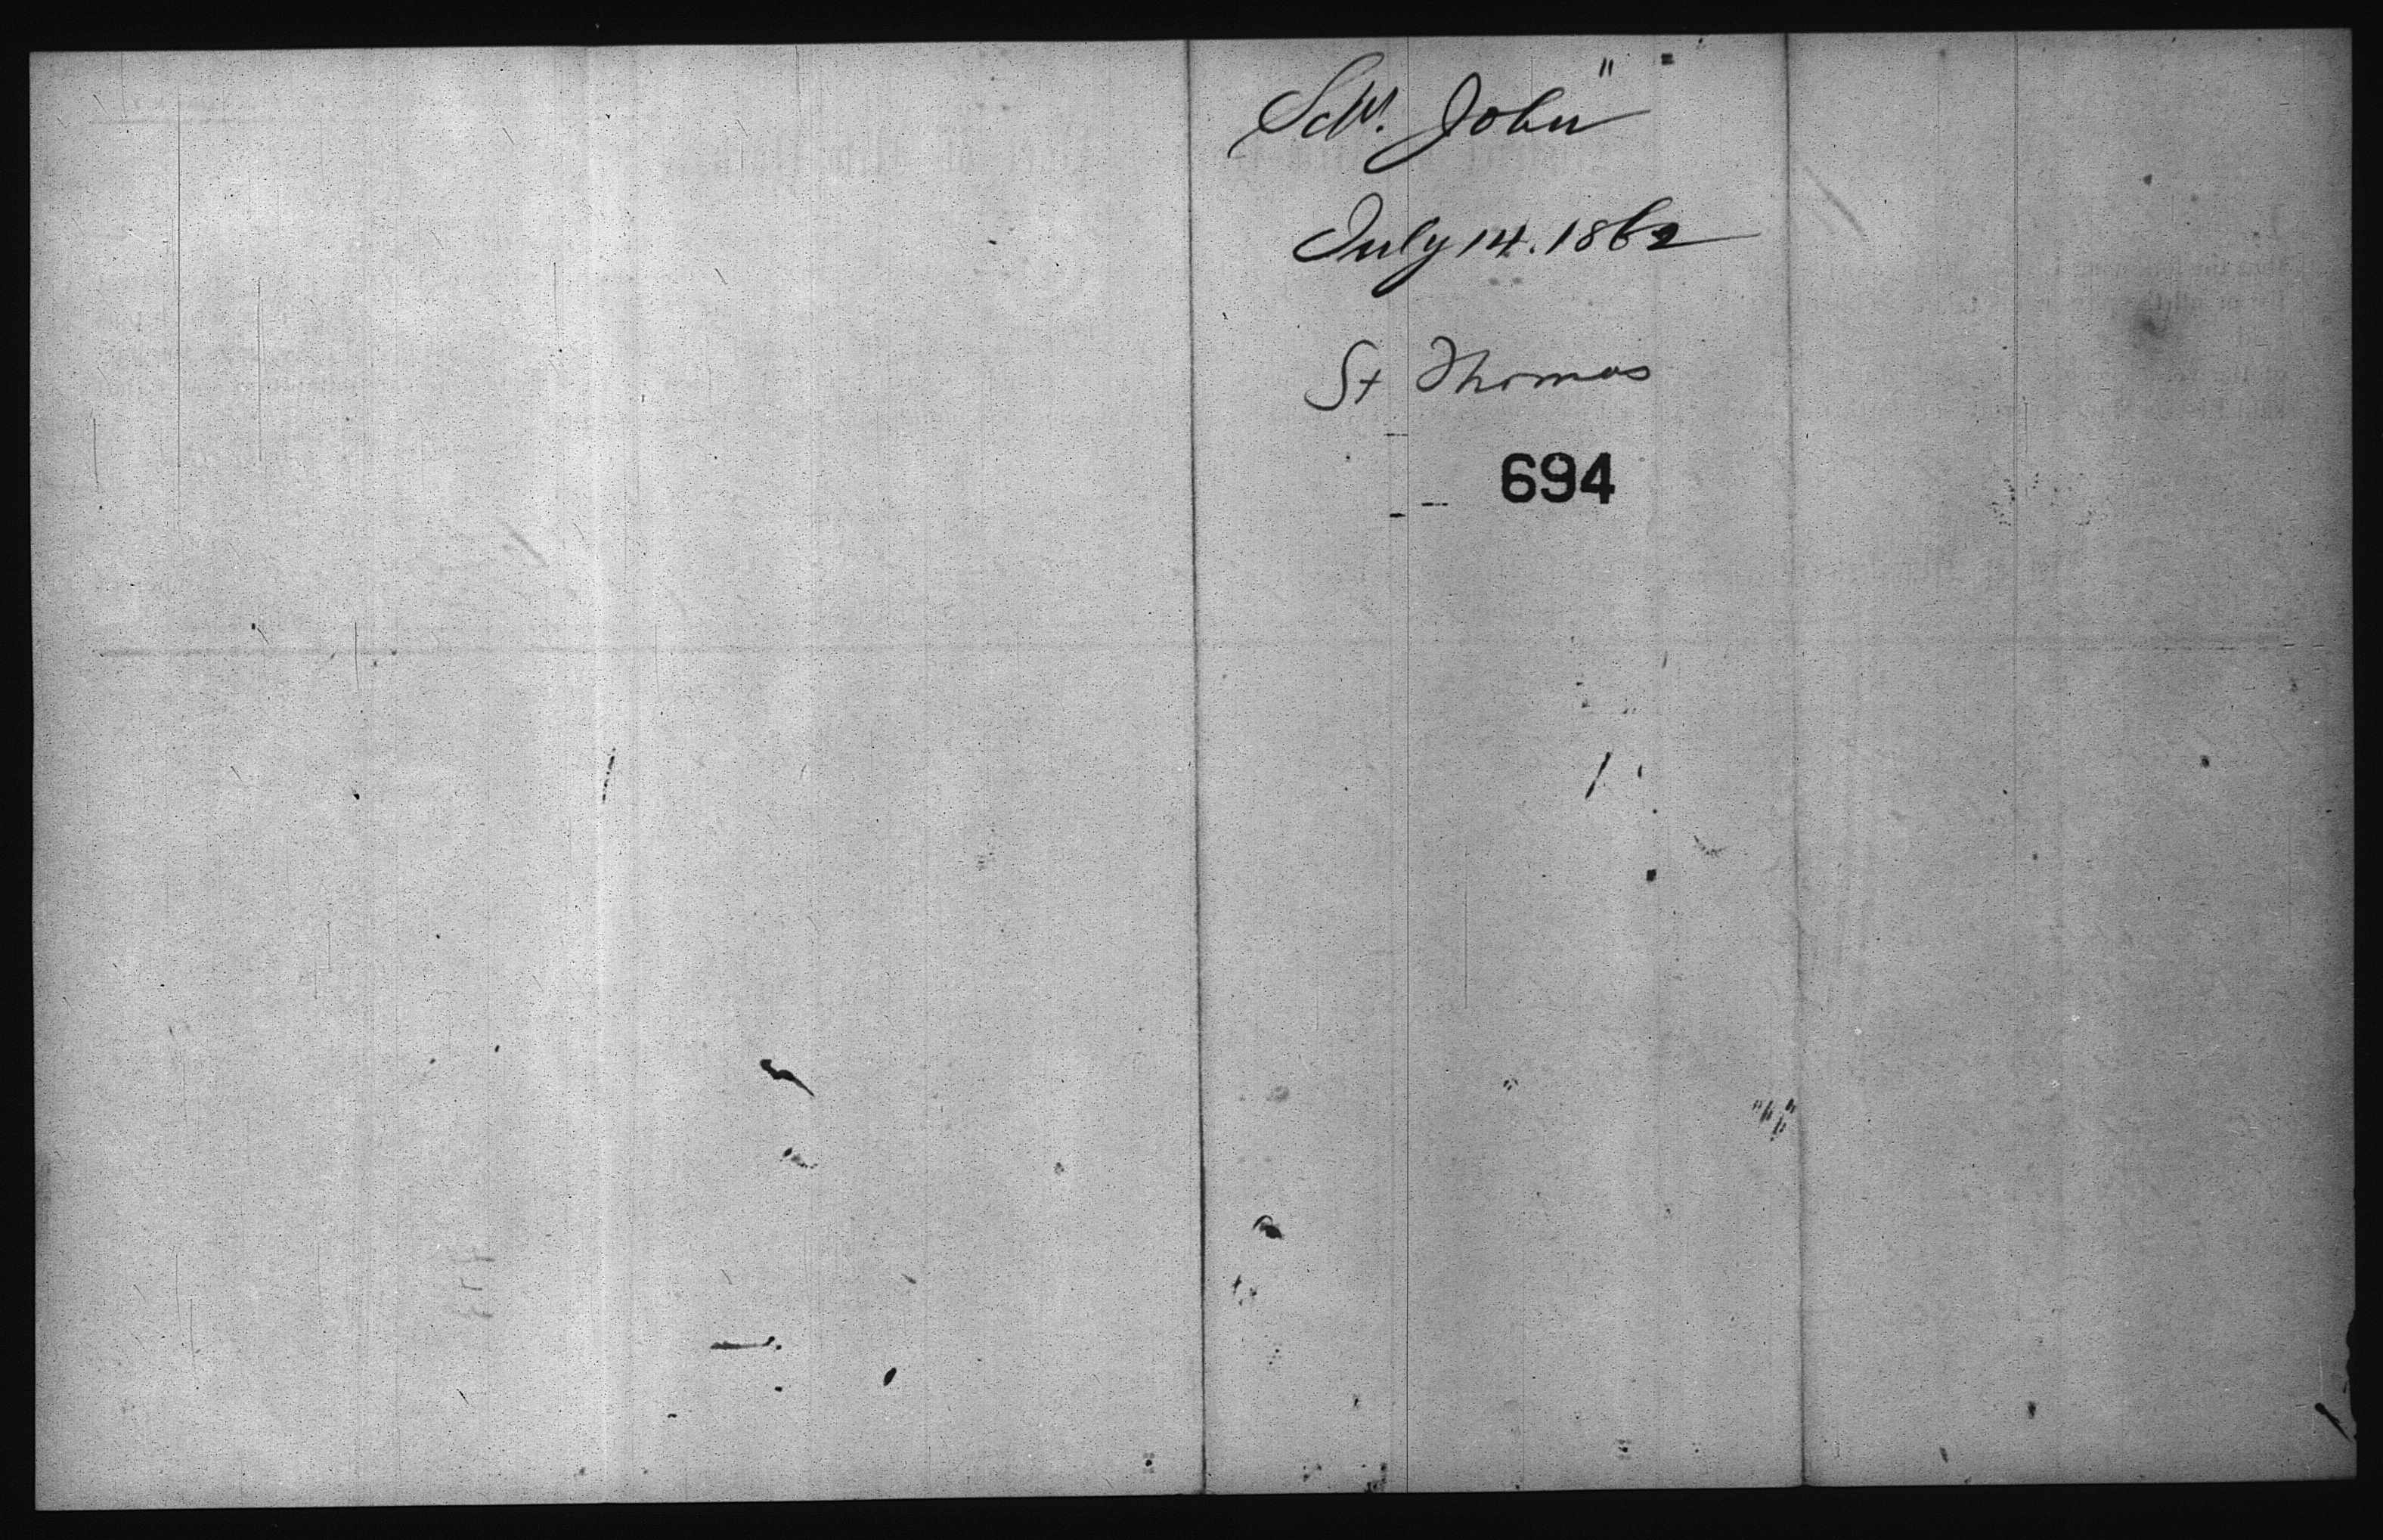 Schr. John"
July 14. 1862
St Thomas
694